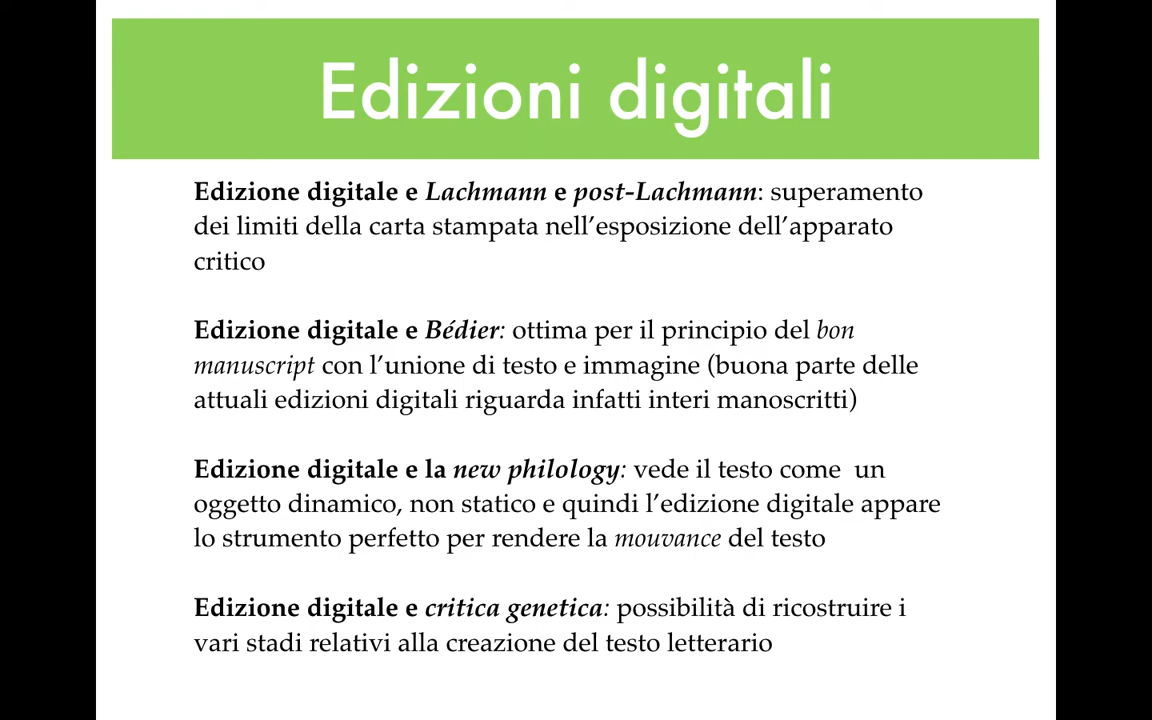 Edizioni digitali
Edizione digitale e Lachmann e post-Lachmann: superamento
dei limiti della carta stampata nell’esposizione dell’apparato
critico
Edizione digitale e Bédier: ottima per il principio del bon
manuscript con l’unione di testo e immagine (buona parte delle
attuali edizioni digitali riguarda infatti interi manoscritti)
Edizione digitale e la new philology: vede il testo come  un
oggetto dinamico, non statico e quindi l’edizione digitale appare
lo strumento perfetto per rendere la mouvance del testo
Edizione digitale e critica genetica: possibilità di ricostruire i
vari stadi relativi alla creazione del testo letterario